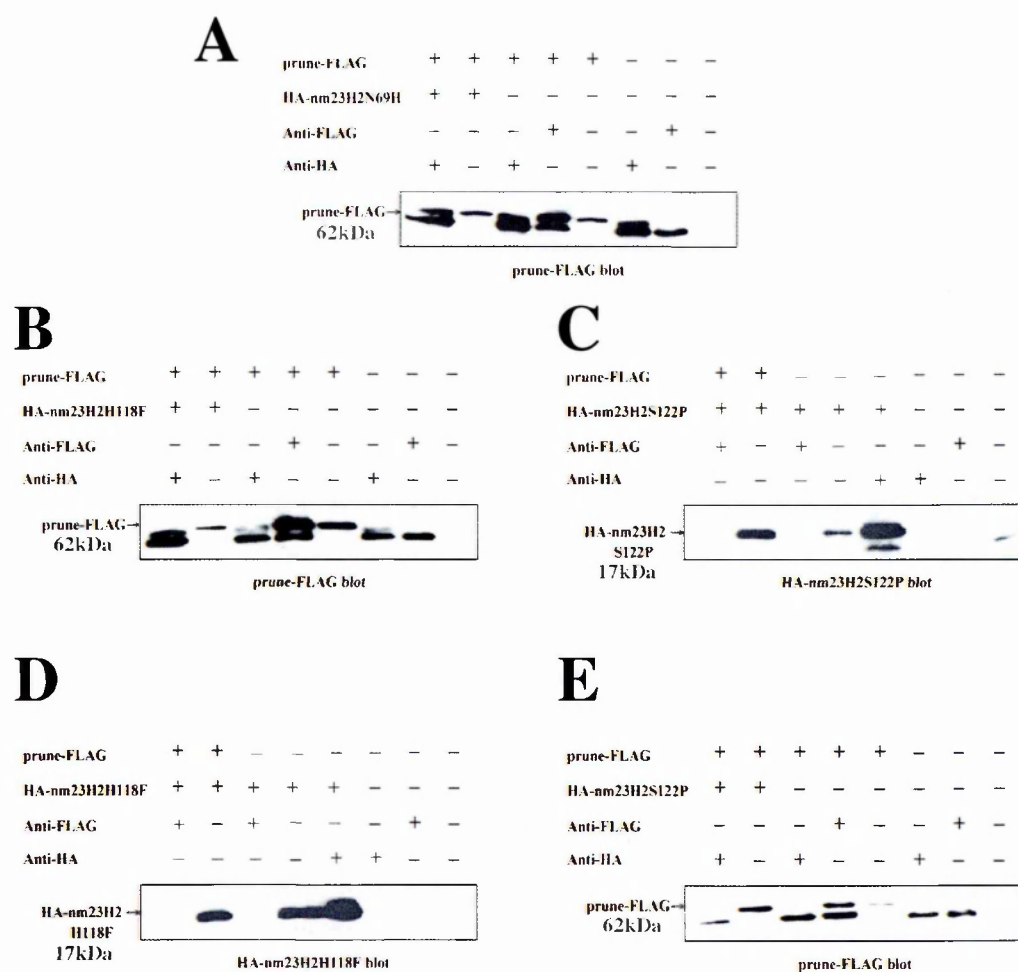 A
prune-FLAG + + + + + – – –
HA-nm23H2N69H + + – – – – – –
Anti-FLAG – – – + – – + –
Anti-HA + – + – – + – –
prune-FLAG→
62kDa
prune-FLAG blot
B
prune-FLAG + + + + + – – –
HA-nm23H2H118F + + – – – – – –
Anti-FLAG – – – + – – + –
Anti-HA + – + – – + – –
prune-FLAG→
62kDa
prune-FLAG blot
C
prune-FLAG + + – – – – – –
HA-nm23H2S122P + + + + + – – –
Anti-FLAG + – + – – – + –
Anti-HA – – – – + + – –
HA-nm23H2→
S122P
17kDa
HA-nm23H2S122P blot
D
prune-FLAG + + – – – – – –
HA-nm23H2H118F + + + + + – – –
Anti-FLAG + – + – – – + –
Anti-HA – – – – + + – –
HA-nm23H2→
H118F
17kDa
HA-nm23H2H118F blot
E
prune-FLAG + + + + + – – –
HA-nm23H2S122P + + – – – – – –
Anti-FLAG – – – + – – + –
Anti-HA + – + – – + – –
prune-FLAG→
62kDa
prune-FLAG blot